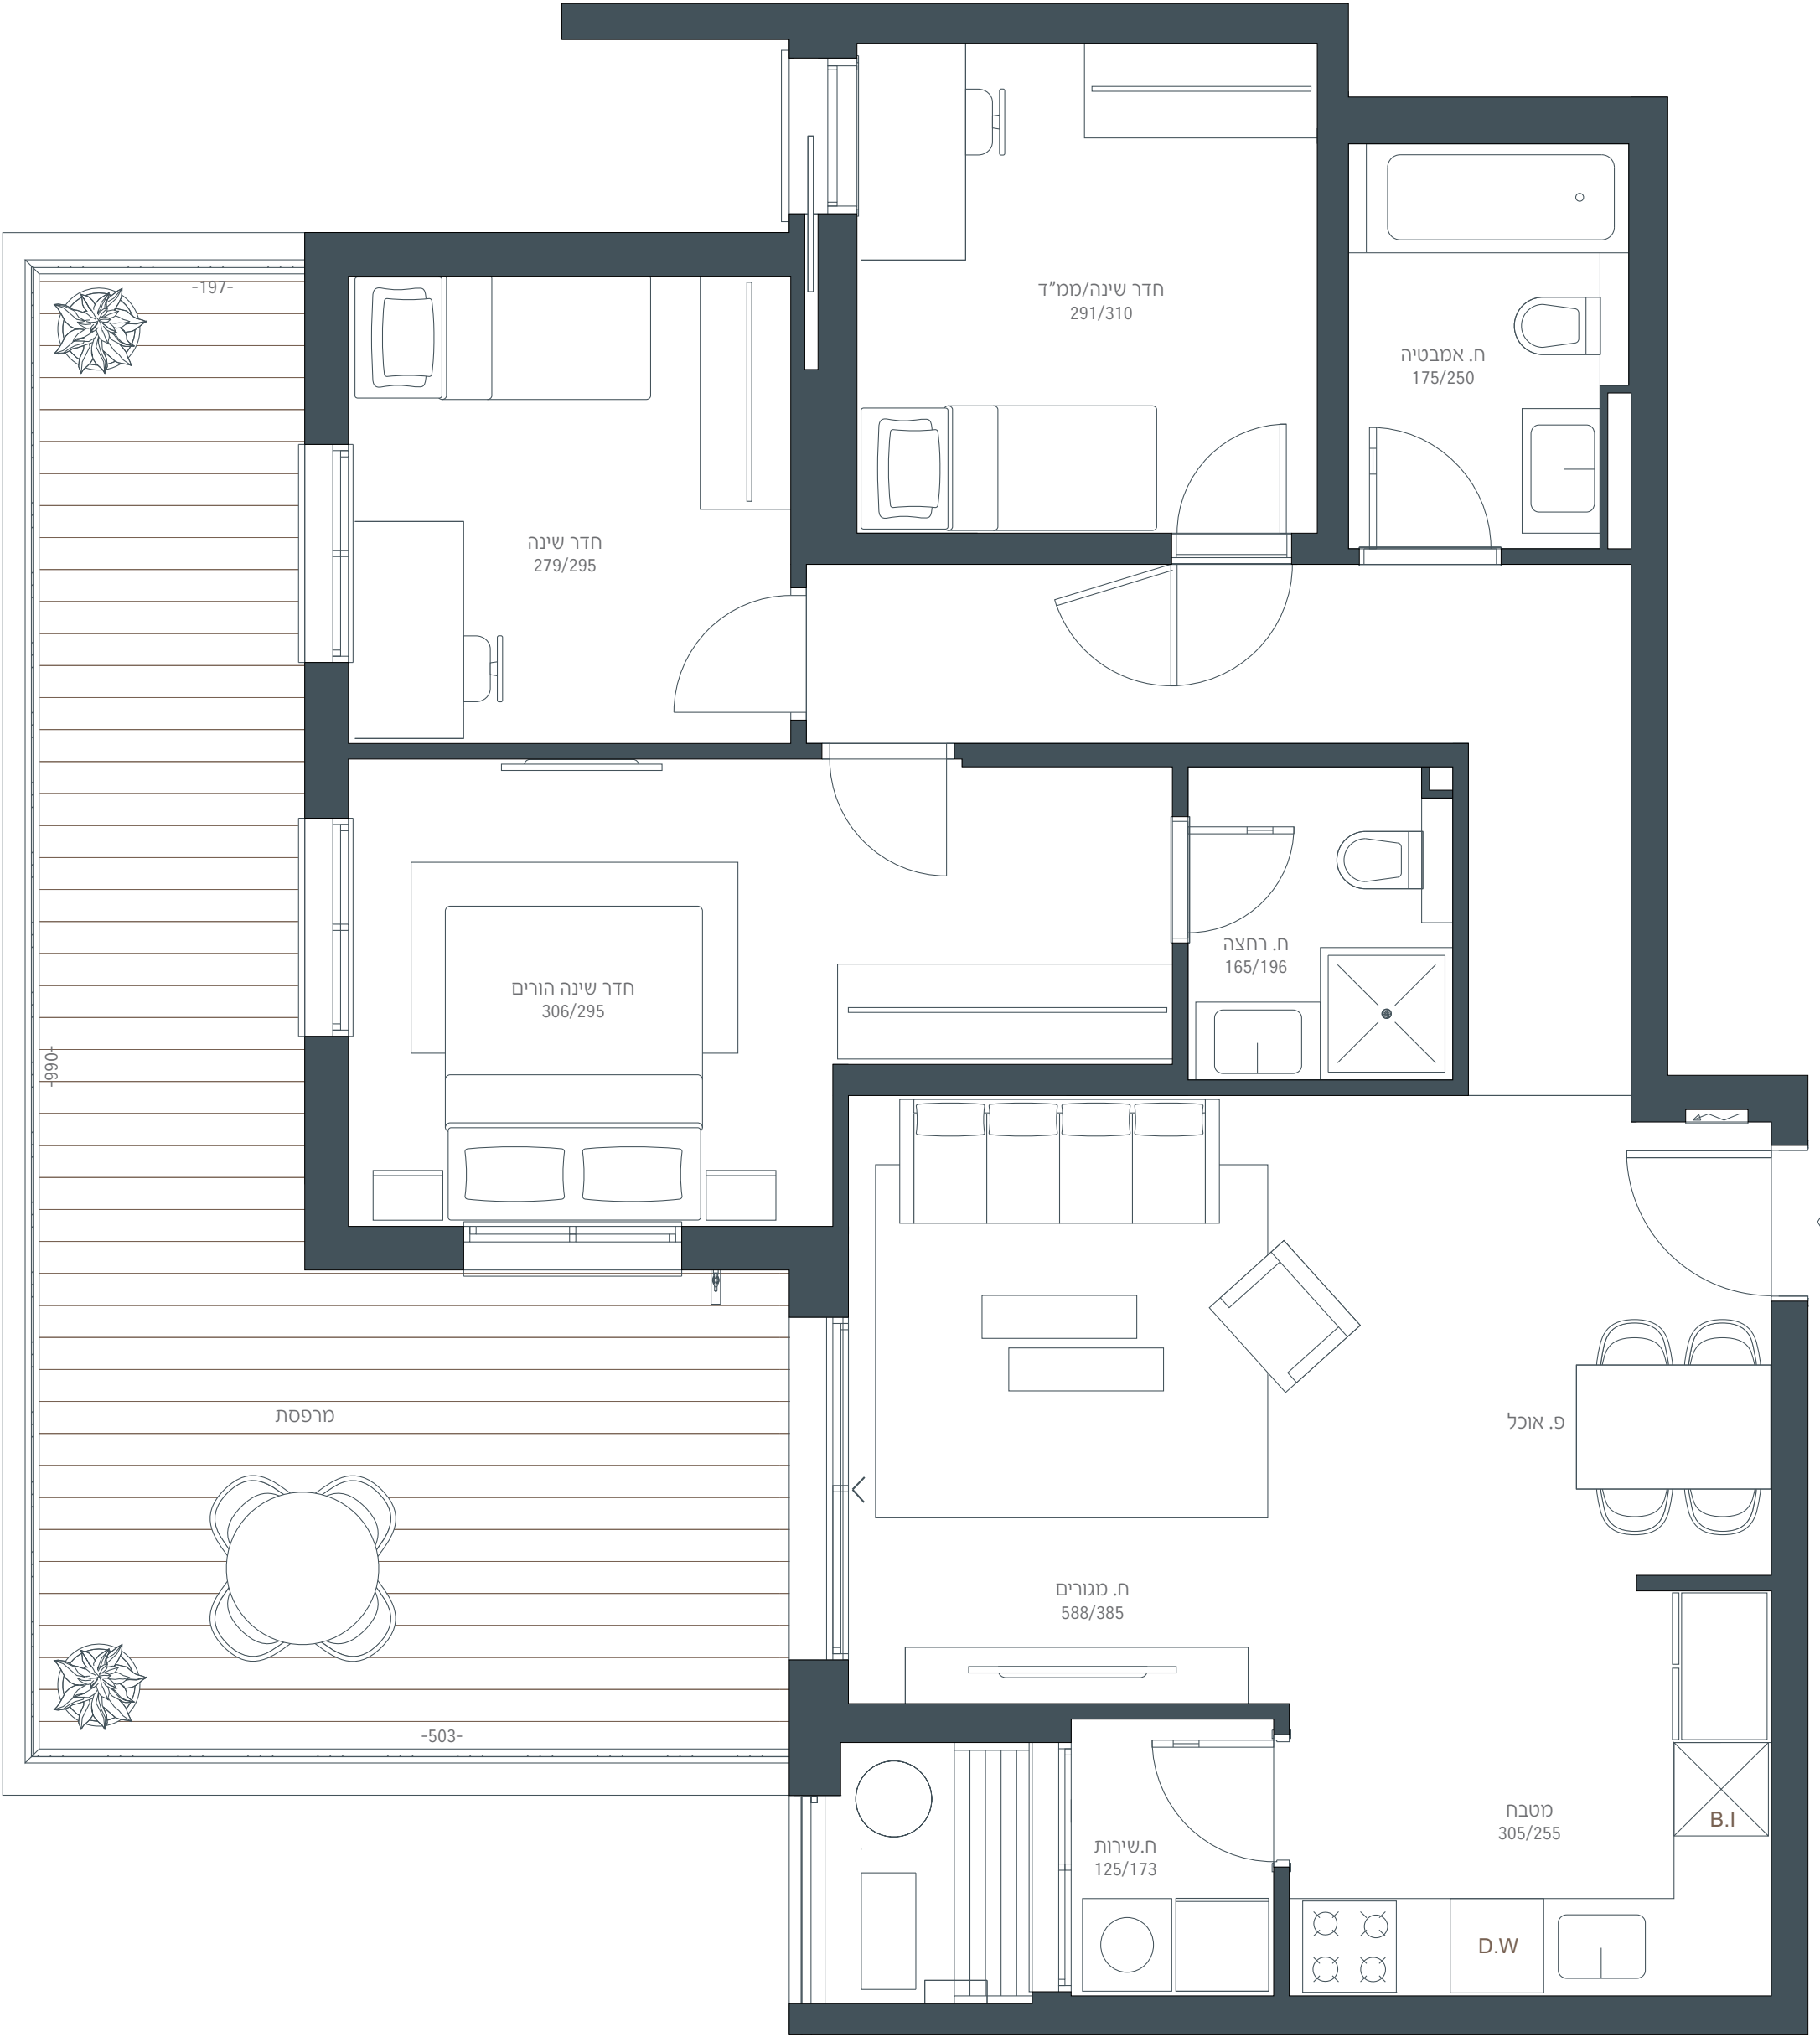 -197-
חדר שינה/ממ"ד
291/310
ח. אמבטיה
175/250
חדר שינה
279/295
ח. רחצה
165/196
חדר שינה הורים
306/295
-990-
מרפסת
פ. אוכל
ח. מגורים
588/385
-503-
מטבח
305/255
B.I
ח.שירות
125/173
D.W